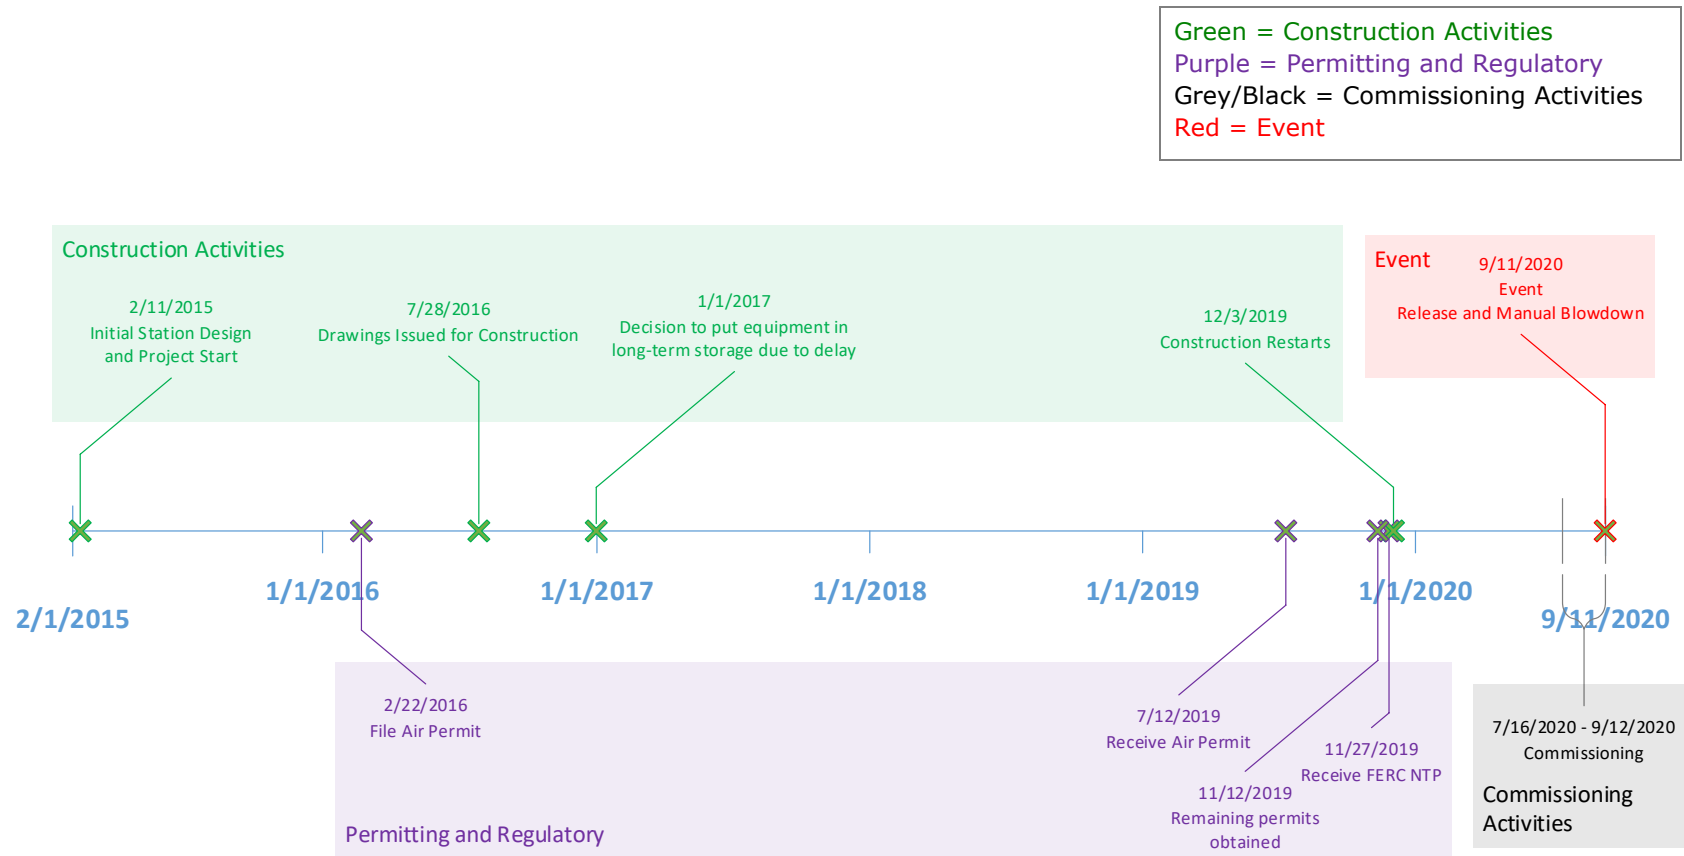 Green = Construction Activities
Purple = Permitting and Regulatory
Grey/Black = Commissioning Activities
Red = Event
Construction Activities
2/11/2015
Initial Station Design
and Project Start
7/28/2016
Drawings Issued for Construction
1/1/2017
Decision to put equipment in
long-term storage due to delay
12/3/2019
Construction Restarts
Event
9/11/2020
Event
Release and Manual Blowdown
2/1/2015
1/1/2016
1/1/2017
1/1/2018
1/1/2019
1/1/2020
9/11/2020
2/22/2016
File Air Permit
7/12/2019
Receive Air Permit
11/12/2019
Remaining permits
obtained
11/27/2019
Receive FERC NTP
Permitting and Regulatory
7/16/2020 - 9/12/2020
Commissioning
Commissioning
Activities